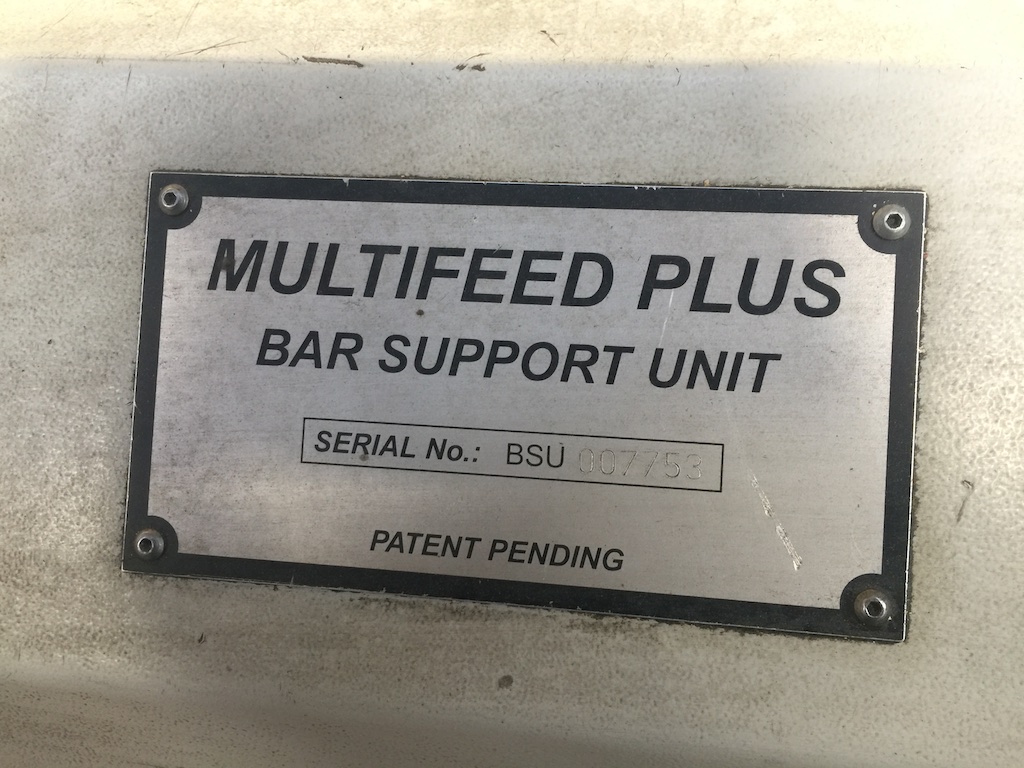 MULTIFEED PLUS
BAR SUPPORT UNIT
SERIAL No.: BSU 007753
PATENT PENDING